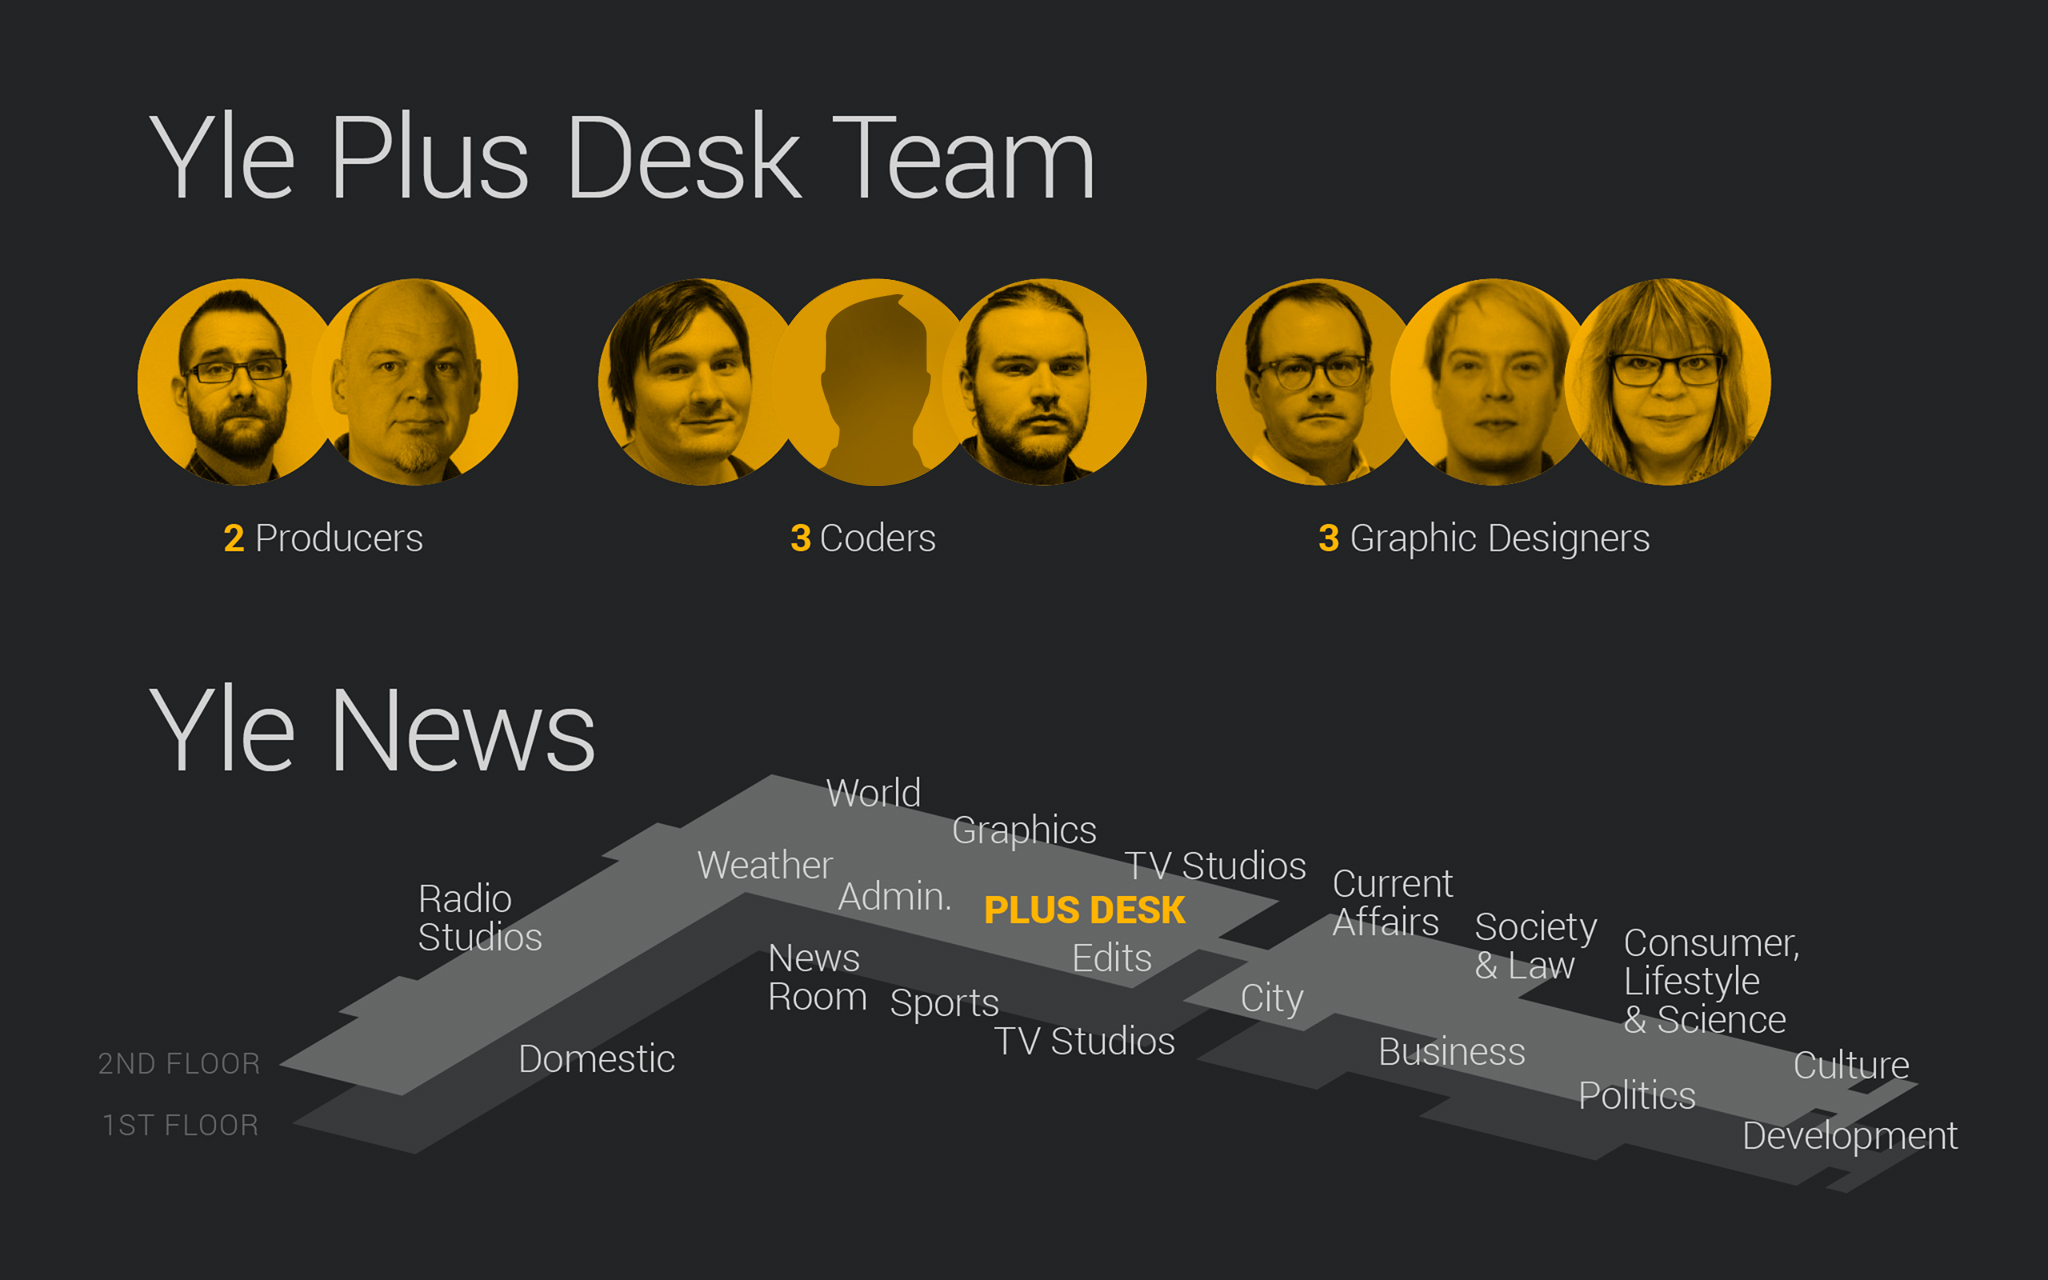 Yle Plus Desk Team
2 Producers
3 Coders
3 Graphic Designers
Yle News
World
Graphics
Weather
TV Studios
Admin.
PLUS DESK
Current
Affairs
Radio
Studios
Society
& Law
Consumer,
Lifestyle
& Science
News
Room
Edits
Sports
City
TV Studios
Domestic
Business
2ND FLOOR
Culture
Politics
1ST FLOOR
Development